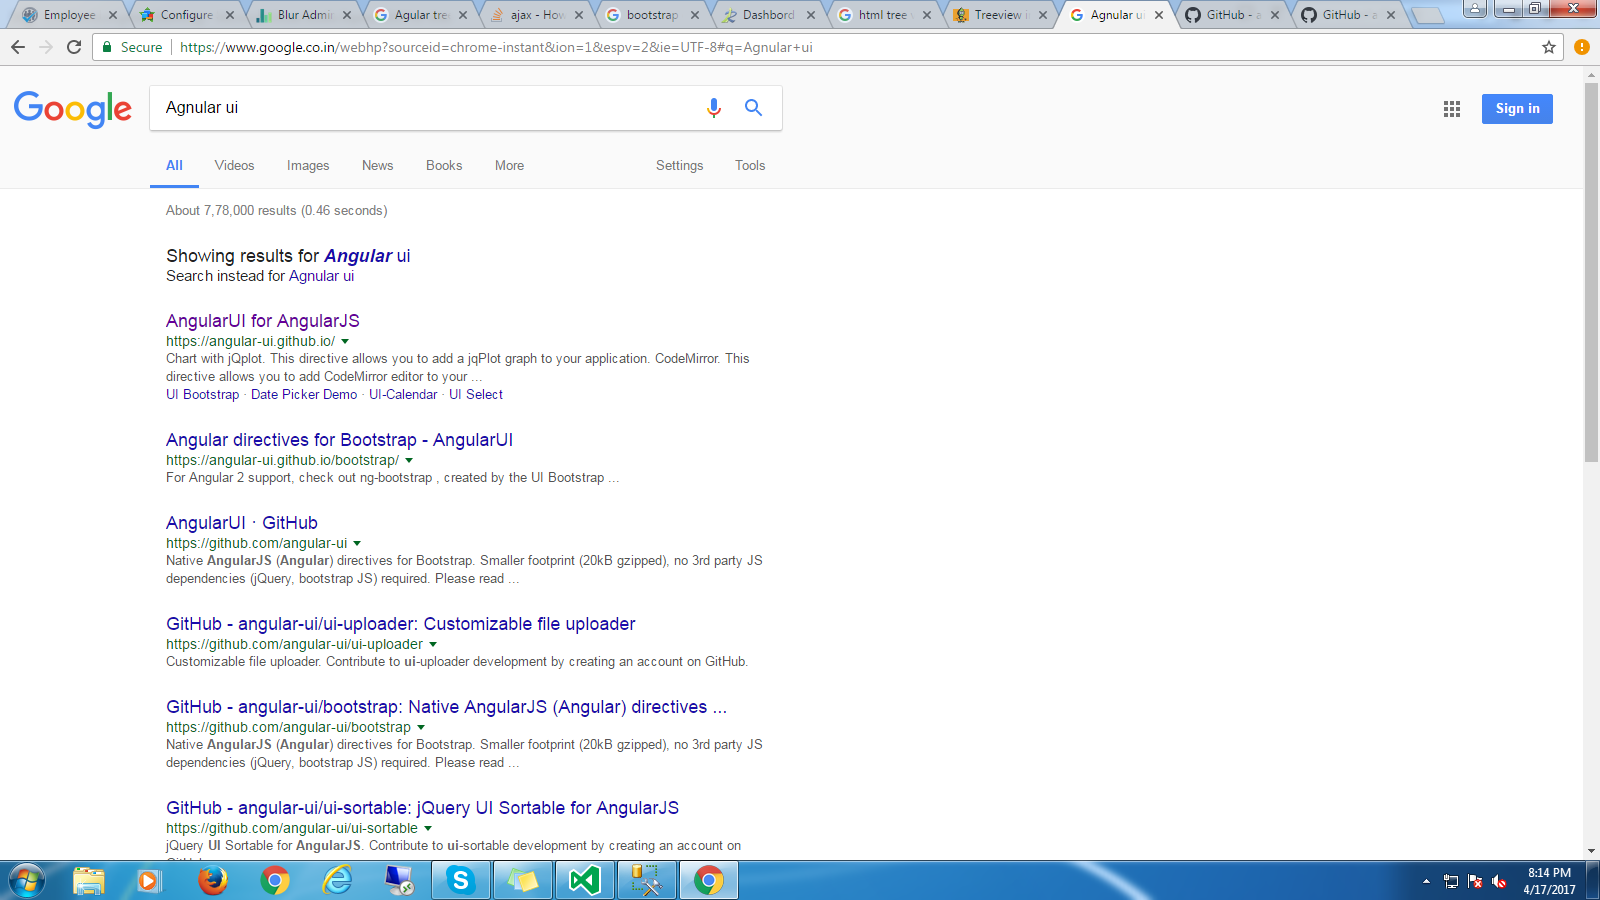 Employee
Configure
Blur Admi
Agular tre
ajax - How
bootstrap
Dashbord
html tree v
Treeview i
Agnular ui
GitHub - a
GitHub - a
Secure
https://www.google.co.in/webhp?sourceid=chrome-instant&ion=1&espv=2&ie=UTF-8#q=Agnular+ui
Google
Agnular ui
Sign in
All
Videos
Images
News
Books
More
Settings
Tools
About 7,78,000 results (0.46 seconds)
Showing results for Angular ui
Search instead for Agnular ui
AngularUI for AngularJS
https://angular-ui.github.io/
Chart with jQplot. This directive allows you to add a jqPlot graph to your application. CodeMirror. This
directive allows you to add CodeMirror editor to your ...
UI Bootstrap · Date Picker Demo · UI-Calendar · UI Select
Angular directives for Bootstrap - AngularUI
https://angular-ui.github.io/bootstrap/
For Angular 2 support, check out ng-bootstrap , created by the UI Bootstrap ...
AngularUI · GitHub
https://github.com/angular-ui
Native AngularJS (Angular) directives for Bootstrap. Smaller footprint (20kB gzipped), no 3rd party JS
dependencies (jQuery, bootstrap JS) required. Please read ...
GitHub - angular-ui/ui-uploader: Customizable file uploader
https://github.com/angular-ui/ui-uploader
Customizable file uploader. Contribute to ui-uploader development by creating an account on GitHub.
GitHub - angular-ui/bootstrap: Native AngularJS (Angular) directives ...
https://github.com/angular-ui/bootstrap
Native AngularJS (Angular) directives for Bootstrap. Smaller footprint (20kB gzipped), no 3rd party JS
dependencies (jQuery, bootstrap JS) required. Please read ...
GitHub - angular-ui/ui-sortable: jQuery UI Sortable for AngularJS
https://github.com/angular-ui/ui-sortable
jQuery UI Sortable for AngularJS. Contribute to ui-sortable development by creating an account on
8:14 PM
4/17/2017